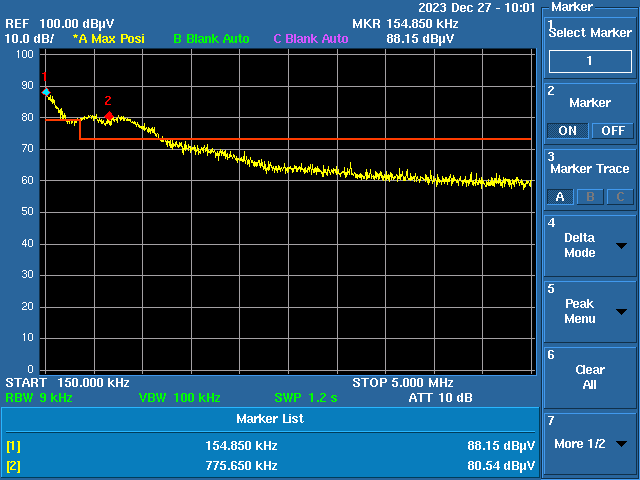 2023 Dec 27 - 10:01
Marker
REF 100.00 dBµV
MKR 154.850 kHz
10.0 dB/ *A Max Posi B Blank Auto C Blank Auto 88.15 dBµV
100
90
80
70
60
50
40
30
20
10
0
1
2
START 150.000 kHz
STOP 5.000 MHz
RBW 9 kHz VBW 100 kHz SWP 1.2 s ATT 10 dB
Marker List
[1] 154.850 kHz 88.15 dBµV
[2] 775.650 kHz 80.54 dBµV
1
Select Marker
1
2
Marker
ON OFF
3
Marker Trace
A B C
4
Delta
Mode
5
Peak
Menu
6
Clear
All
7
More 1/2